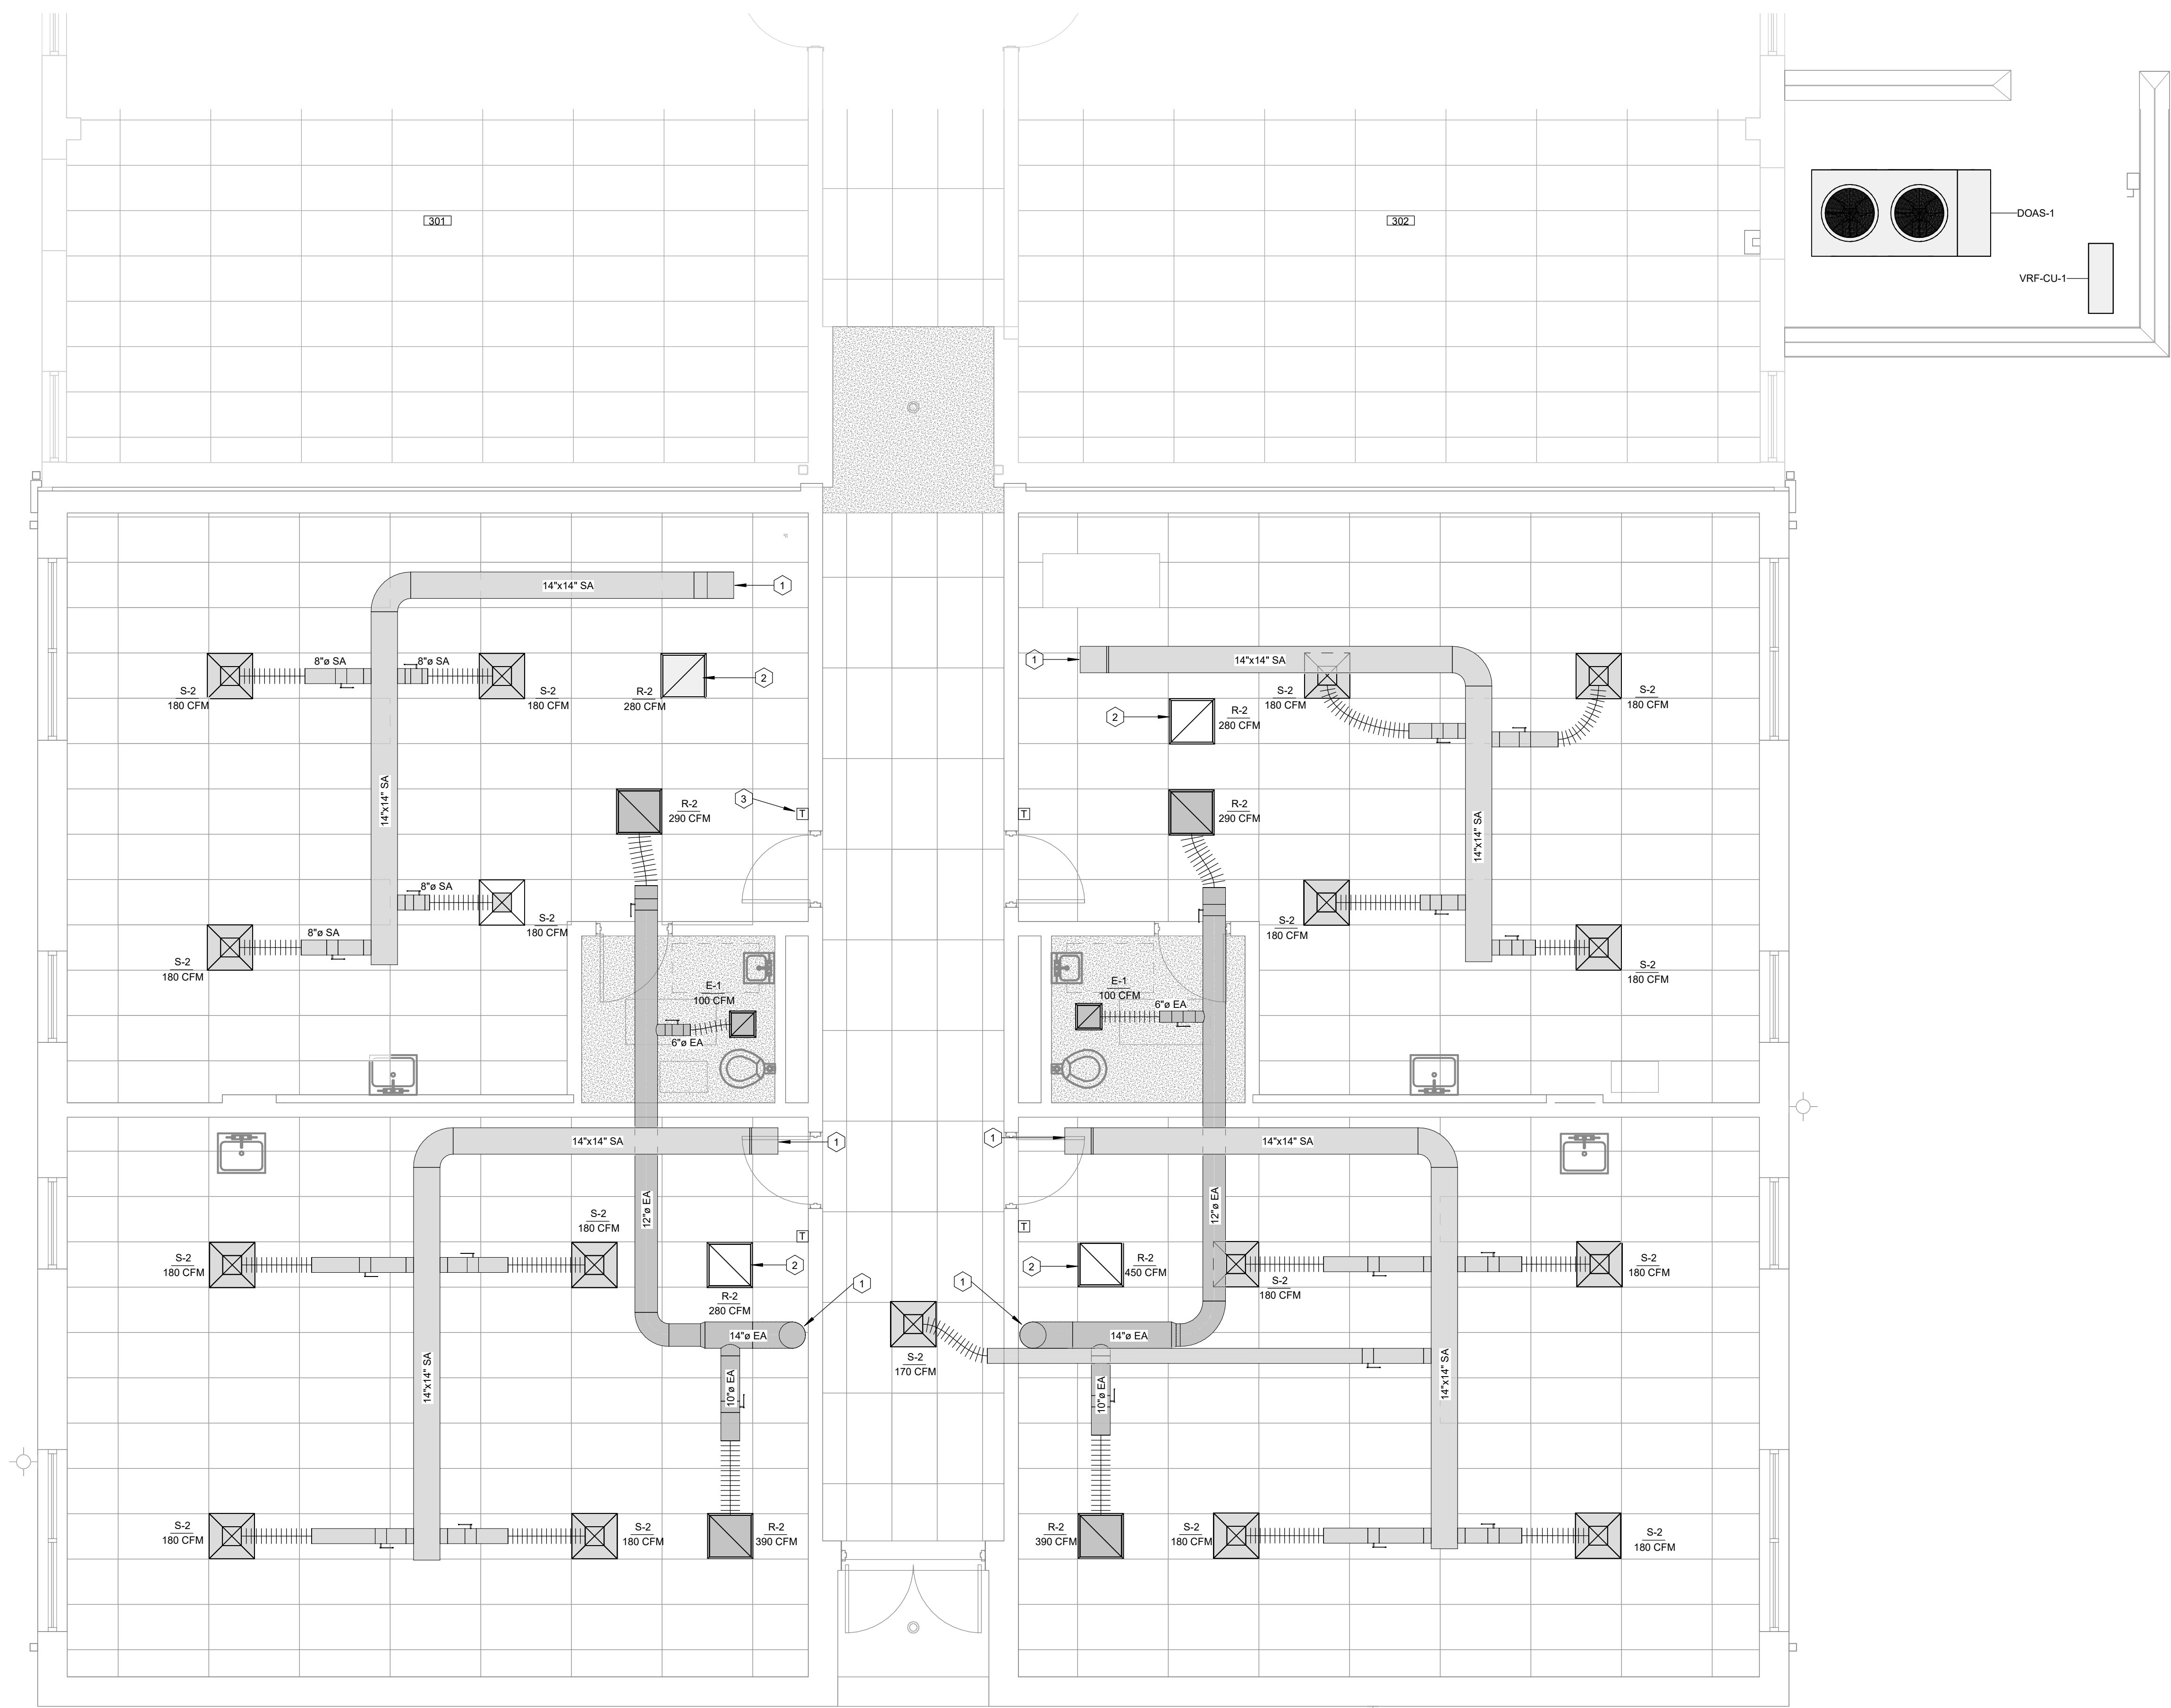 301
302
DOAS-1
VRF-CU-1
14"x14" SA
1
8"ø SA
8"ø SA
S-2
180 CFM
S-2
180 CFM
R-2
280 CFM
2
14"x14" SA
R-2
290 CFM
3
T
8"ø SA
S-2
180 CFM
8"ø SA
S-2
180 CFM
E-1
100 CFM
6"ø EA
1
14"x14" SA
S-2
180 CFM
S-2
180 CFM
2
R-2
280 CFM
14"x14" SA
R-2
290 CFM
T
S-2
180 CFM
S-2
180 CFM
E-1
100 CFM
6"ø EA
14"x14" SA
1
12"ø EA
S-2
180 CFM
S-2
180 CFM
T
2
R-2
280 CFM
1
14"ø EA
14"x14" SA
10"ø EA
S-2
180 CFM
S-2
180 CFM
R-2
390 CFM
S-2
170 CFM
1
14"x14" SA
12"ø EA
T
2
R-2
450 CFM
S-2
180 CFM
S-2
180 CFM
1
14"ø EA
14"x14" SA
10"ø EA
R-2
390 CFM
S-2
180 CFM
S-2
180 CFM